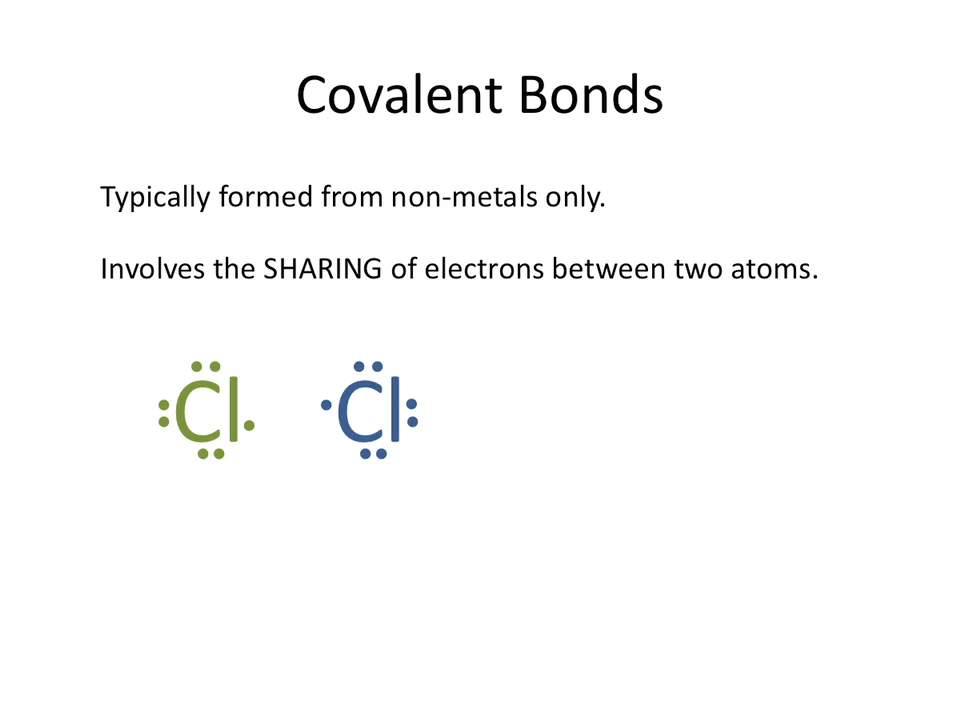 Covalent Bonds
Typically formed from non-metals only.
Involves the SHARING of electrons between two atoms.
Cl Cl